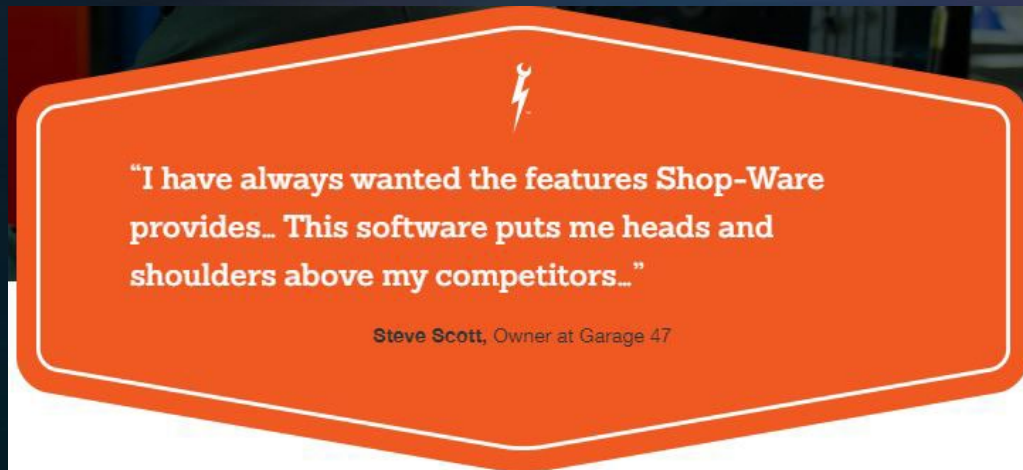 “I have always wanted the features Shop-Ware
provides... This software puts me heads and
shoulders above my competitors...”
Steve Scott, Owner at Garage 47